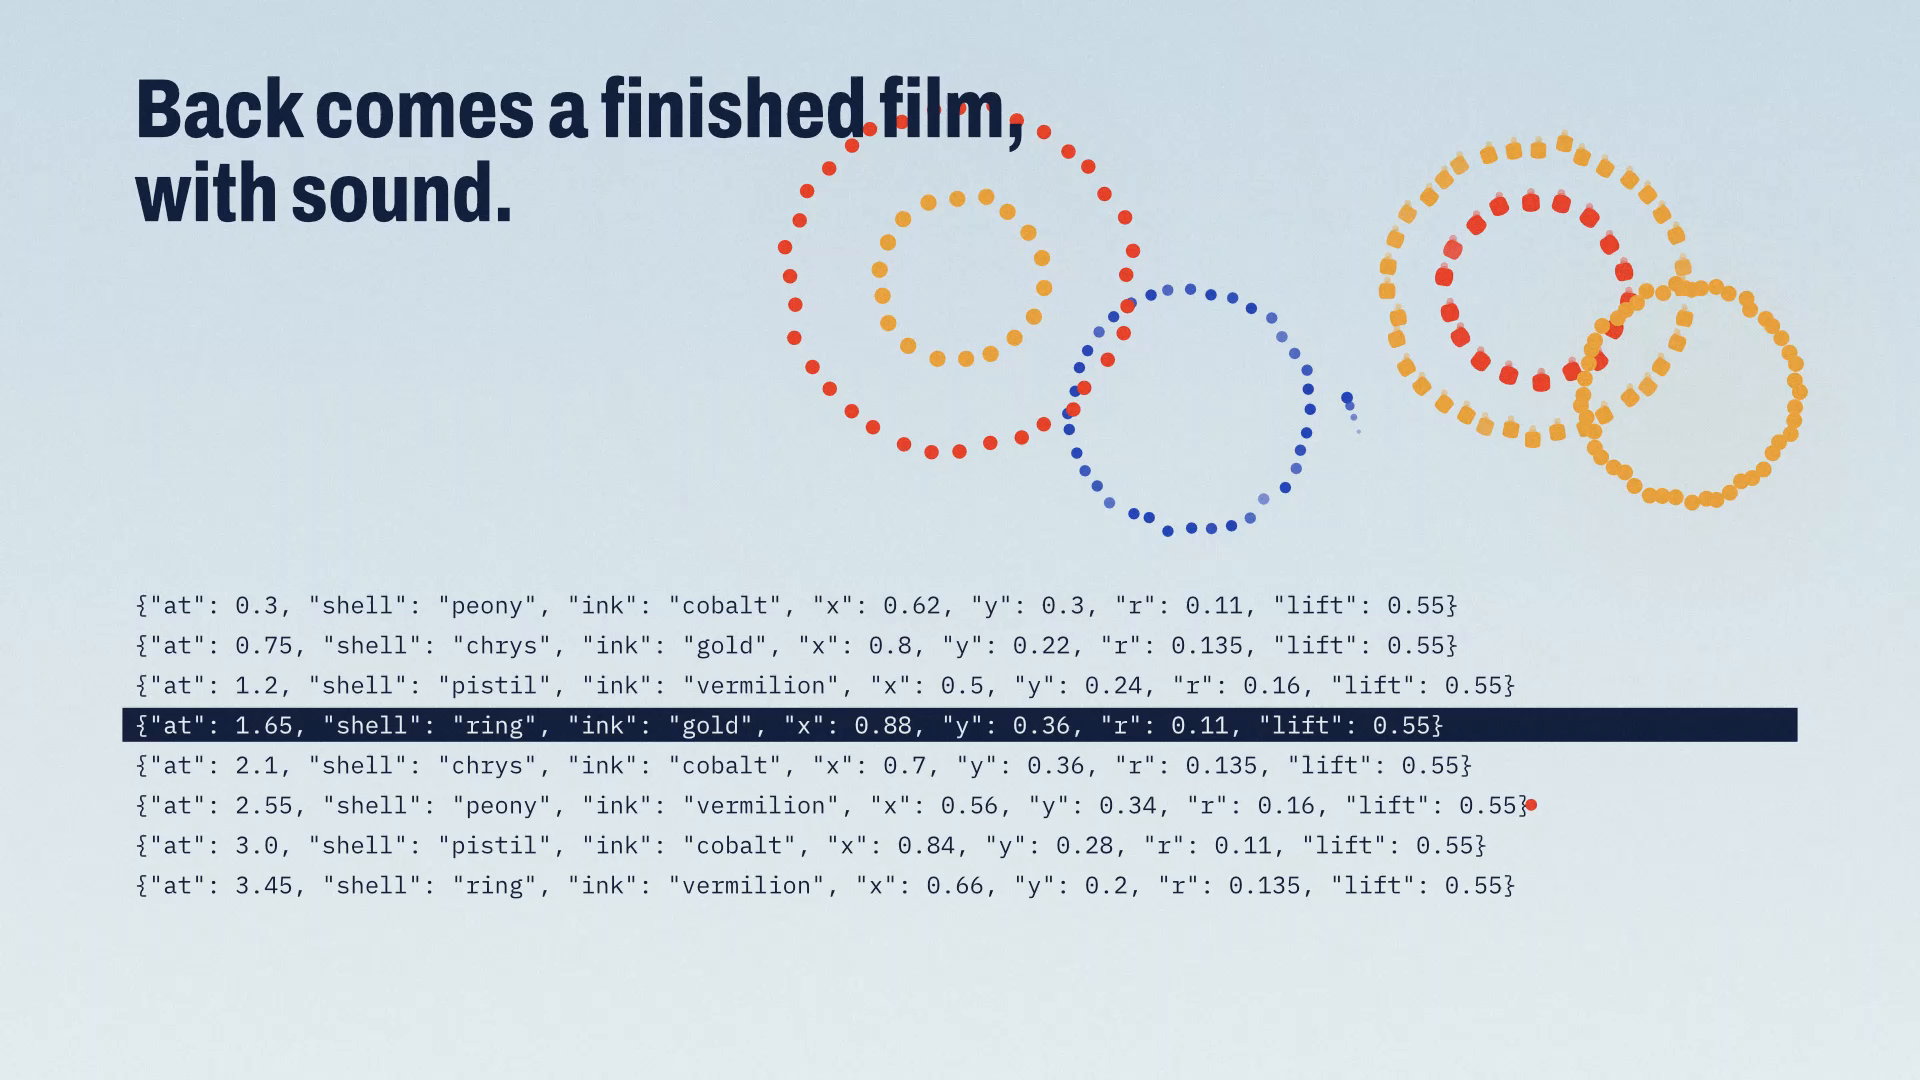 Back comes a finished film,
with sound.
{"at": 0.3, "shell": "peony", "ink": "cobalt", "x": 0.62, "y": 0.3, "r": 0.11, "lift": 0.55}
{"at": 0.75, "shell": "chrys", "ink": "gold", "x": 0.8, "y": 0.22, "r": 0.135, "lift": 0.55}
{"at": 1.2, "shell": "pistil", "ink": "vermilion", "x": 0.5, "y": 0.24, "r": 0.16, "lift": 0.55}
{"at": 1.65, "shell": "ring", "ink": "gold", "x": 0.88, "y": 0.36, "r": 0.11, "lift": 0.55}
{"at": 2.1, "shell": "chrys", "ink": "cobalt", "x": 0.7, "y": 0.36, "r": 0.135, "lift": 0.55}
{"at": 2.55, "shell": "peony", "ink": "vermilion", "x": 0.56, "y": 0.34, "r": 0.16, "lift": 0.55}
{"at": 3.0, "shell": "pistil", "ink": "cobalt", "x": 0.84, "y": 0.28, "r": 0.11, "lift": 0.55}
{"at": 3.45, "shell": "ring", "ink": "vermilion", "x": 0.66, "y": 0.2, "r": 0.135, "lift": 0.55}